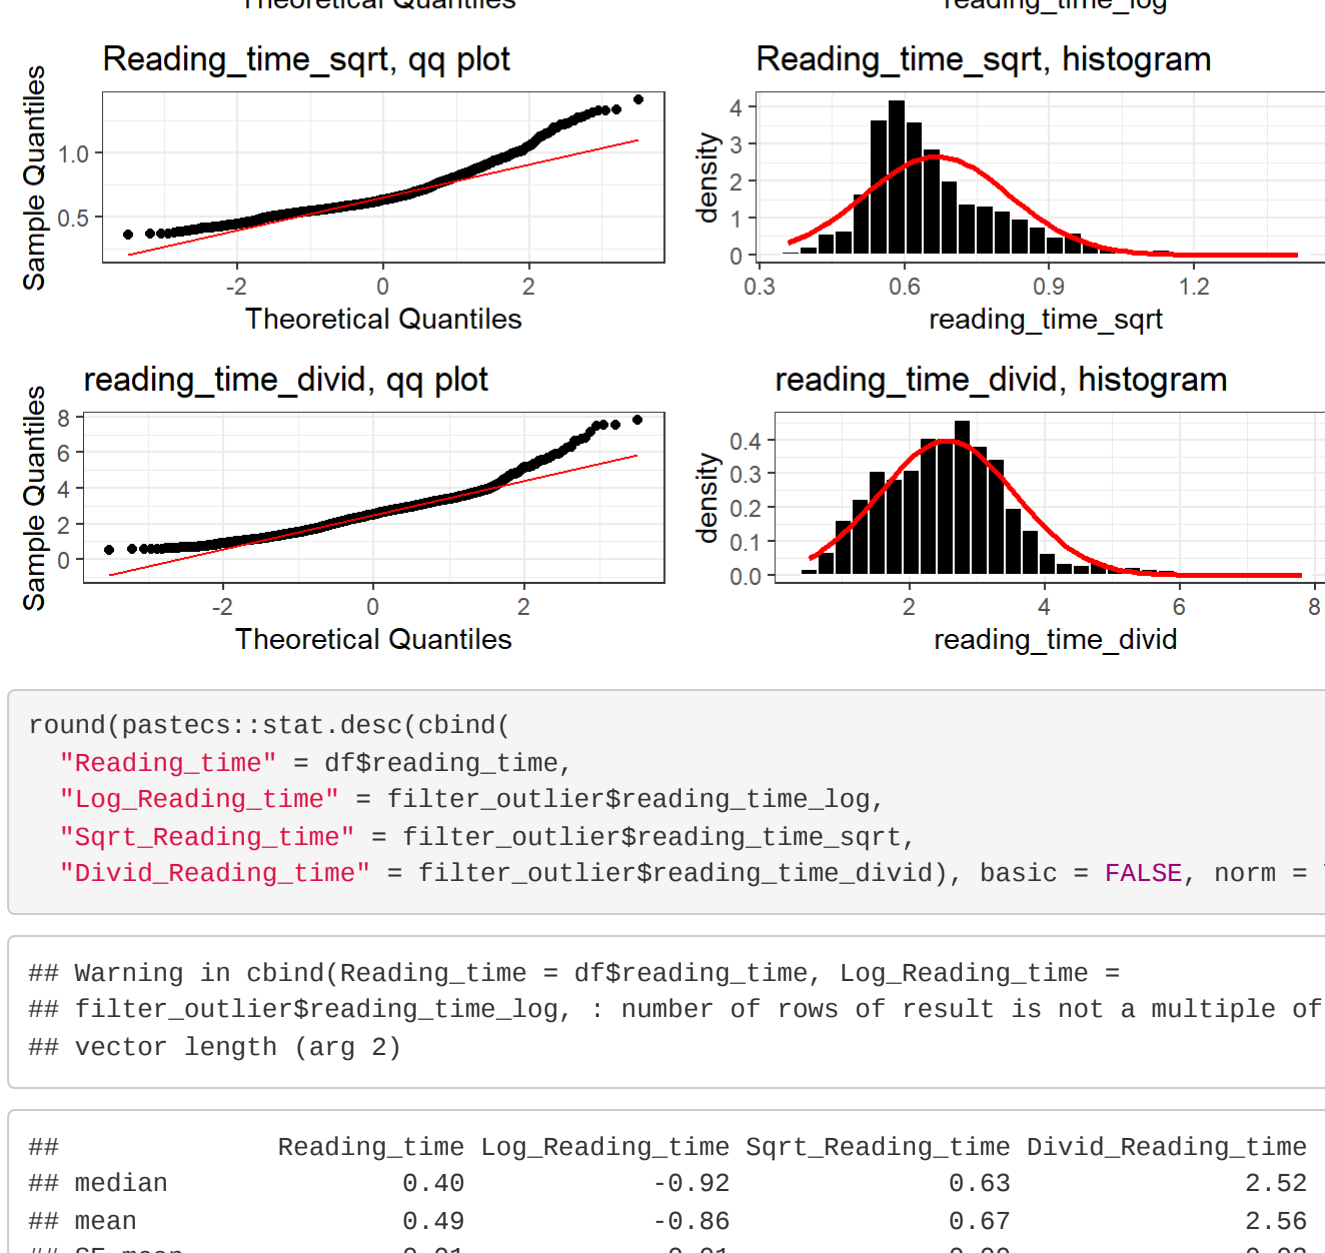 Theoretical Quantiles
reading_time_log
Reading_time_sqrt, qq plot
Sample Quantiles
1.0
0.5
-2 0 2
Theoretical Quantiles
Reading_time_sqrt, histogram
density
4
3
2
1
0
0.3 0.6 0.9 1.2
reading_time_sqrt
reading_time_divid, qq plot
Sample Quantiles
8
6
4
2
0
-2 0 2
Theoretical Quantiles
reading_time_divid, histogram
density
0.4
0.3
0.2
0.1
0.0
2 4 6 8
reading_time_divid
round(pastecs::stat.desc(cbind(
"Reading_time" = df$reading_time,
"Log_Reading_time" = filter_outlier$reading_time_log,
"Sqrt_Reading_time" = filter_outlier$reading_time_sqrt,
"Divid_Reading_time" = filter_outlier$reading_time_divid), basic = FALSE, norm =
## Warning in cbind(Reading_time = df$reading_time, Log_Reading_time =
## filter_outlier$reading_time_log, : number of rows of result is not a multiple of
## vector length (arg 2)
## Reading_time Log_Reading_time Sqrt_Reading_time Divid_Reading_time
## median 0.40 -0.92 0.63 2.52
## mean 0.49 -0.86 0.67 2.56